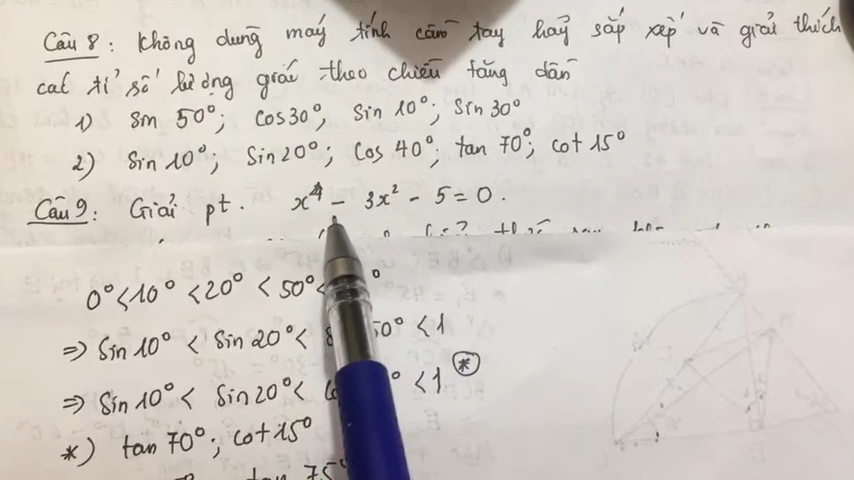 Câu 8: Không dùng máy tính cầm tay hãy sắp xếp và giải thích
các tỉ số lượng giác theo chiều tăng dần
1) Sin 50°; Cos 30°; Sin 10°; Sin 30°
2) Sin 10°; Sin 20°; Cos 40°. tan 70°; cot 15°
Câu 9: Giải pt. x⁴ - 3x² - 5 = 0.
0° < 10° < 20° < 50° <
⇒ Sin 10° < Sin 20° < 50° < 1
⇒ Sin 10° < Sin 20° < < 1 (*)
*) tan 70°; cot 15°
tan 75°